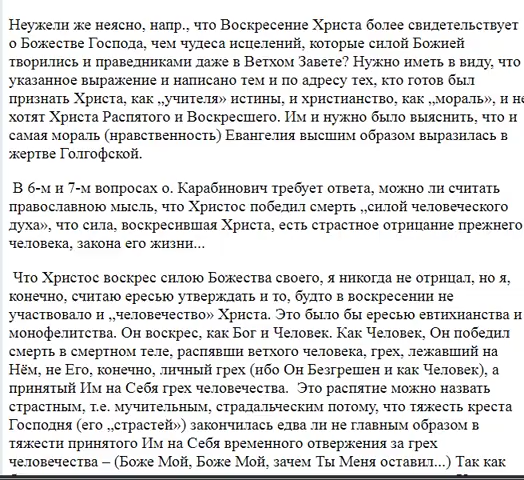 Неужели же неясно, напр., что Воскресение Христа более свидетельствует
о Божестве Господа, чем чудеса исцелений, которые силой Божией
творились и праведниками даже в Ветхом Завете? Нужно иметь в виду, что
указанное выражение и написано тем и по адресу тех, кто готов был
признать Христа, как „учителя» истины, и христианство, как „мораль», и не
хотят Христа Распятого и Воскресшего. Им и нужно было выяснить, что и
самая мораль (нравственность) Евангелия высшим образом выразилась в
жертве Голгофской.
В 6-м и 7-м вопросах о. Карабинович требует ответа, можно ли считать
православною мысль, что Христос победил смерть „силой человеческого
духа», что сила, воскресившая Христа, есть страстное отрицание прежнего
человека, закона его жизни...
Что Христос воскрес силою Божества своего, я никогда не отрицал, но я,
конечно, считаю ересью утверждать и то, будто в воскресении не
участвовало и „человечество» Христа. Это было бы ересью евтихианства и
монофелитства. Он воскрес, как Бог и Человек. Как Человек, Он победил
смерть в смертном теле, распявши ветхого человека, грех, лежавший на
Нём, не Его, конечно, личный грех (ибо Он Безгрешен и как Человек), а
принятый Им на Себя грех человечества. Это распятие можно назвать
страстным, т.е. мучительным, страдальческим потому, что тяжесть креста
Господня (его „страстей») закончилась едва ли не главным образом в
тяжести принятого Им на Себя временного отвержения за грех
человечества – (Боже Мой, Боже Мой, зачем Ты Меня оставил...) Так как